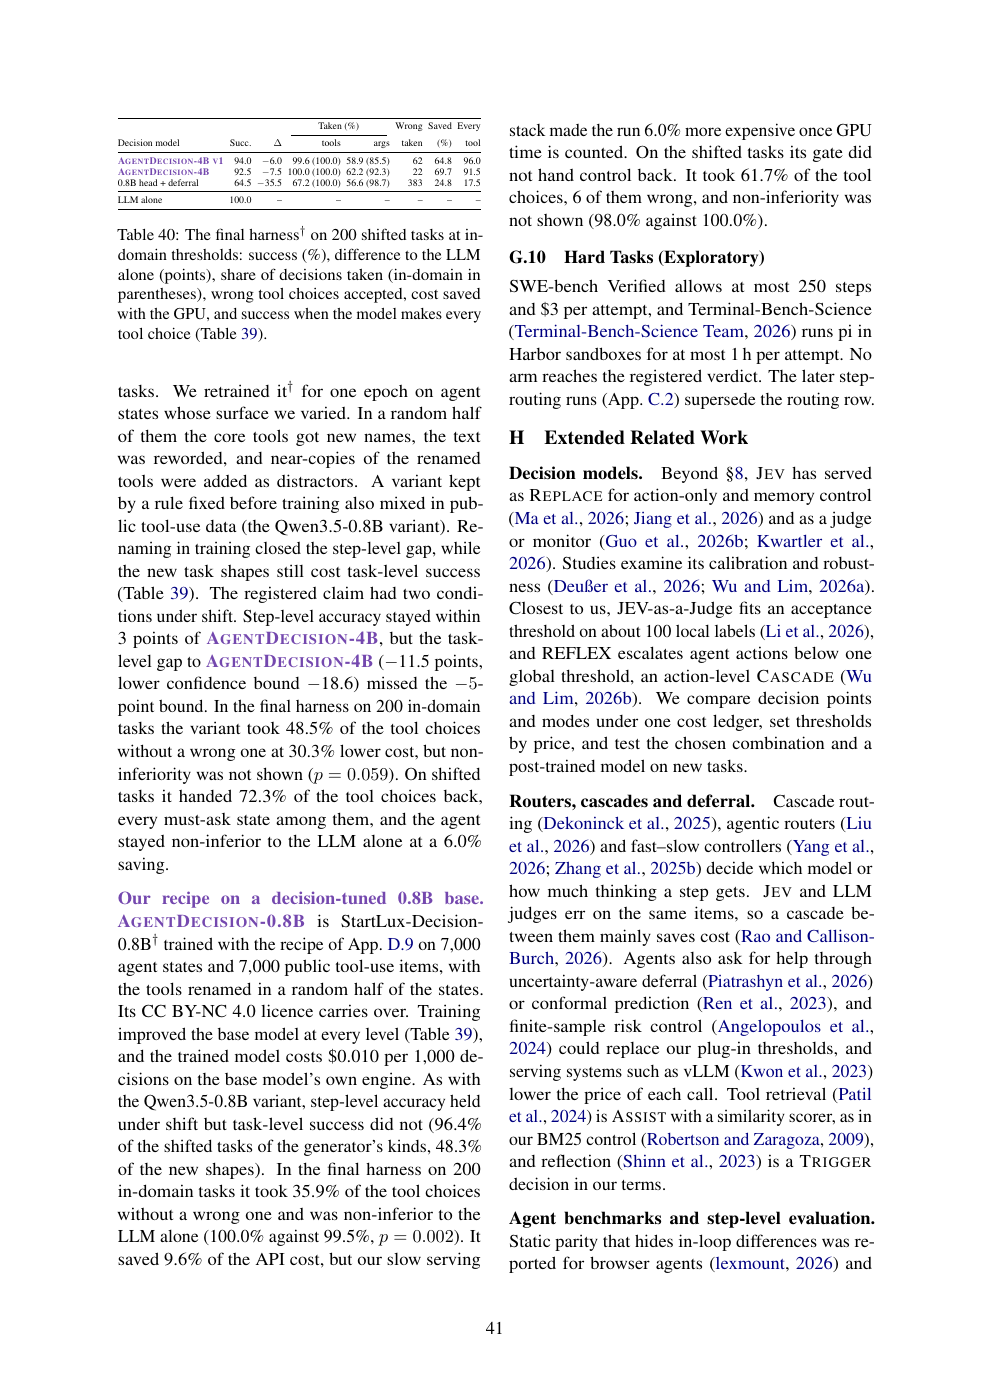 Taken (%) Wrong Saved Every
Decision model Succ. Δ tools args taken (%) tool
AGENTDECISION-4B V1 94.0 −6.0 99.6 (100.0) 58.9 (85.5) 62 64.8 96.0
AGENTDECISION-4B 92.5 −7.5 100.0 (100.0) 62.2 (92.3) 22 69.7 91.5
0.8B head + deferral 64.5 −35.5 67.2 (100.0) 56.6 (98.7) 383 24.8 17.5
LLM alone 100.0 – – – – – –
Table 40: The final harness† on 200 shifted tasks at in-
domain thresholds: success (%), difference to the LLM
alone (points), share of decisions taken (in-domain in
parentheses), wrong tool choices accepted, cost saved
with the GPU, and success when the model makes every
tool choice (Table 39).
tasks. We retrained it† for one epoch on agent
states whose surface we varied. In a random half
of them the core tools got new names, the text
was reworded, and near-copies of the renamed
tools were added as distractors. A variant kept
by a rule fixed before training also mixed in pub-
lic tool-use data (the Qwen3.5-0.8B variant). Re-
naming in training closed the step-level gap, while
the new task shapes still cost task-level success
(Table 39). The registered claim had two condi-
tions under shift. Step-level accuracy stayed within
3 points of AGENTDECISION-4B, but the task-
level gap to AGENTDECISION-4B (−11.5 points,
lower confidence bound −18.6) missed the −5-
point bound. In the final harness on 200 in-domain
tasks the variant took 48.5% of the tool choices
without a wrong one at 30.3% lower cost, but non-
inferiority was not shown (p = 0.059). On shifted
tasks it handed 72.3% of the tool choices back,
every must-ask state among them, and the agent
stayed non-inferior to the LLM alone at a 6.0%
saving.
Our recipe on a decision-tuned 0.8B base.
AGENTDECISION-0.8B is StartLux-Decision-
0.8B† trained with the recipe of App. D.9 on 7,000
agent states and 7,000 public tool-use items, with
the tools renamed in a random half of the states.
Its CC BY-NC 4.0 licence carries over. Training
improved the base model at every level (Table 39),
and the trained model costs $0.010 per 1,000 de-
cisions on the base model's own engine. As with
the Qwen3.5-0.8B variant, step-level accuracy held
under shift but task-level success did not (96.4%
of the shifted tasks of the generator's kinds, 48.3%
of the new shapes). In the final harness on 200
in-domain tasks it took 35.9% of the tool choices
without a wrong one and was non-inferior to the
LLM alone (100.0% against 99.5%, p = 0.002). It
saved 9.6% of the API cost, but our slow serving
stack made the run 6.0% more expensive once GPU
time is counted. On the shifted tasks its gate did
not hand control back. It took 61.7% of the tool
choices, 6 of them wrong, and non-inferiority was
not shown (98.0% against 100.0%).
G.10 Hard Tasks (Exploratory)
SWE-bench Verified allows at most 250 steps
and $3 per attempt, and Terminal-Bench-Science
(Terminal-Bench-Science Team, 2026) runs pi in
Harbor sandboxes for at most 1 h per attempt. No
arm reaches the registered verdict. The later step-
routing runs (App. C.2) supersede the routing row.
H Extended Related Work
Decision models. Beyond §8, JEV has served
as REPLACE for action-only and memory control
(Ma et al., 2026; Jiang et al., 2026) and as a judge
or monitor (Guo et al., 2026b; Kwartler et al.,
2026). Studies examine its calibration and robust-
ness (Deußer et al., 2026; Wu and Lim, 2026a).
Closest to us, JEV-as-a-Judge fits an acceptance
threshold on about 100 local labels (Li et al., 2026),
and REFLEX escalates agent actions below one
global threshold, an action-level CASCADE (Wu
and Lim, 2026b). We compare decision points
and modes under one cost ledger, set thresholds
by price, and test the chosen combination and a
post-trained model on new tasks.
Routers, cascades and deferral. Cascade rout-
ing (Dekoninck et al., 2025), agentic routers (Liu
et al., 2026) and fast–slow controllers (Yang et al.,
2026; Zhang et al., 2025b) decide which model or
how much thinking a step gets. JEV and LLM
judges err on the same items, so a cascade be-
tween them mainly saves cost (Rao and Callison-
Burch, 2026). Agents also ask for help through
uncertainty-aware deferral (Piatrashyn et al., 2026)
or conformal prediction (Ren et al., 2023), and
finite-sample risk control (Angelopoulos et al.,
2024) could replace our plug-in thresholds, and
serving systems such as vLLM (Kwon et al., 2023)
lower the price of each call. Tool retrieval (Patil
et al., 2024) is ASSIST with a similarity scorer, as in
our BM25 control (Robertson and Zaragoza, 2009),
and reflection (Shinn et al., 2023) is a TRIGGER
decision in our terms.
Agent benchmarks and step-level evaluation.
Static parity that hides in-loop differences was re-
ported for browser agents (lexmount, 2026) and
41